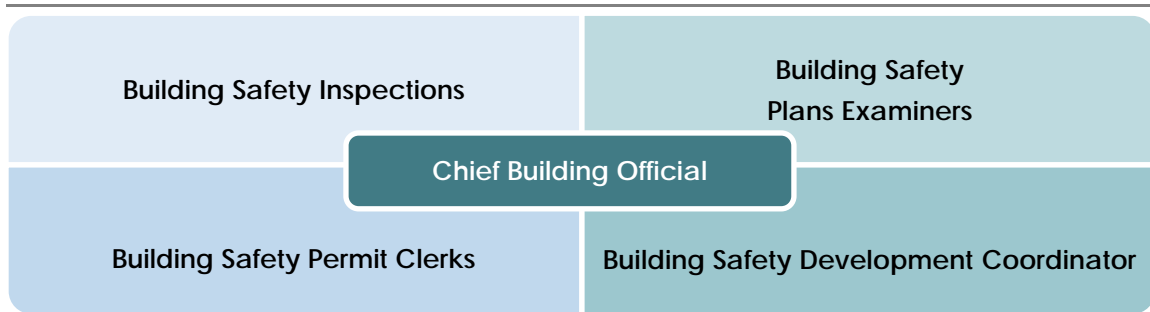 Building Safety Inspections
Building Safety
Plans Examiners
Chief Building Official
Building Safety Permit Clerks
Building Safety Development Coordinator